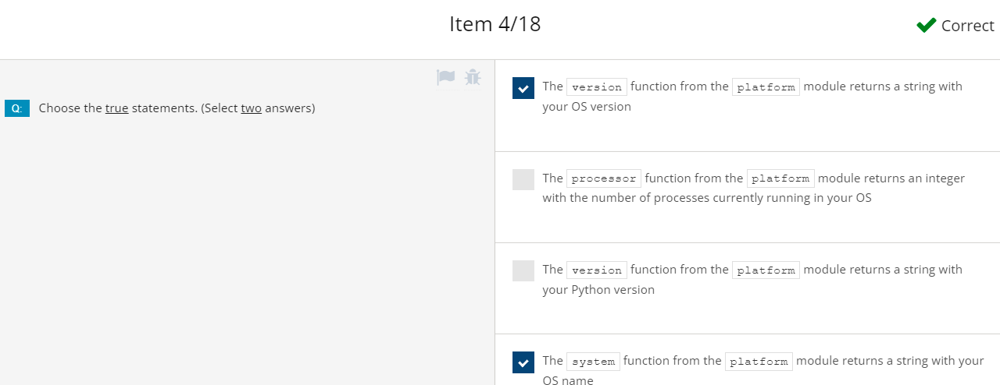 Item 4/18
Correct
Q: Choose the true statements. (Select two answers)
The version function from the platform module returns a string with
your OS version
The processor function from the platform module returns an integer
with the number of processes currently running in your OS
The version function from the platform module returns a string with
your Python version
The system function from the platform module returns a string with your
OS name